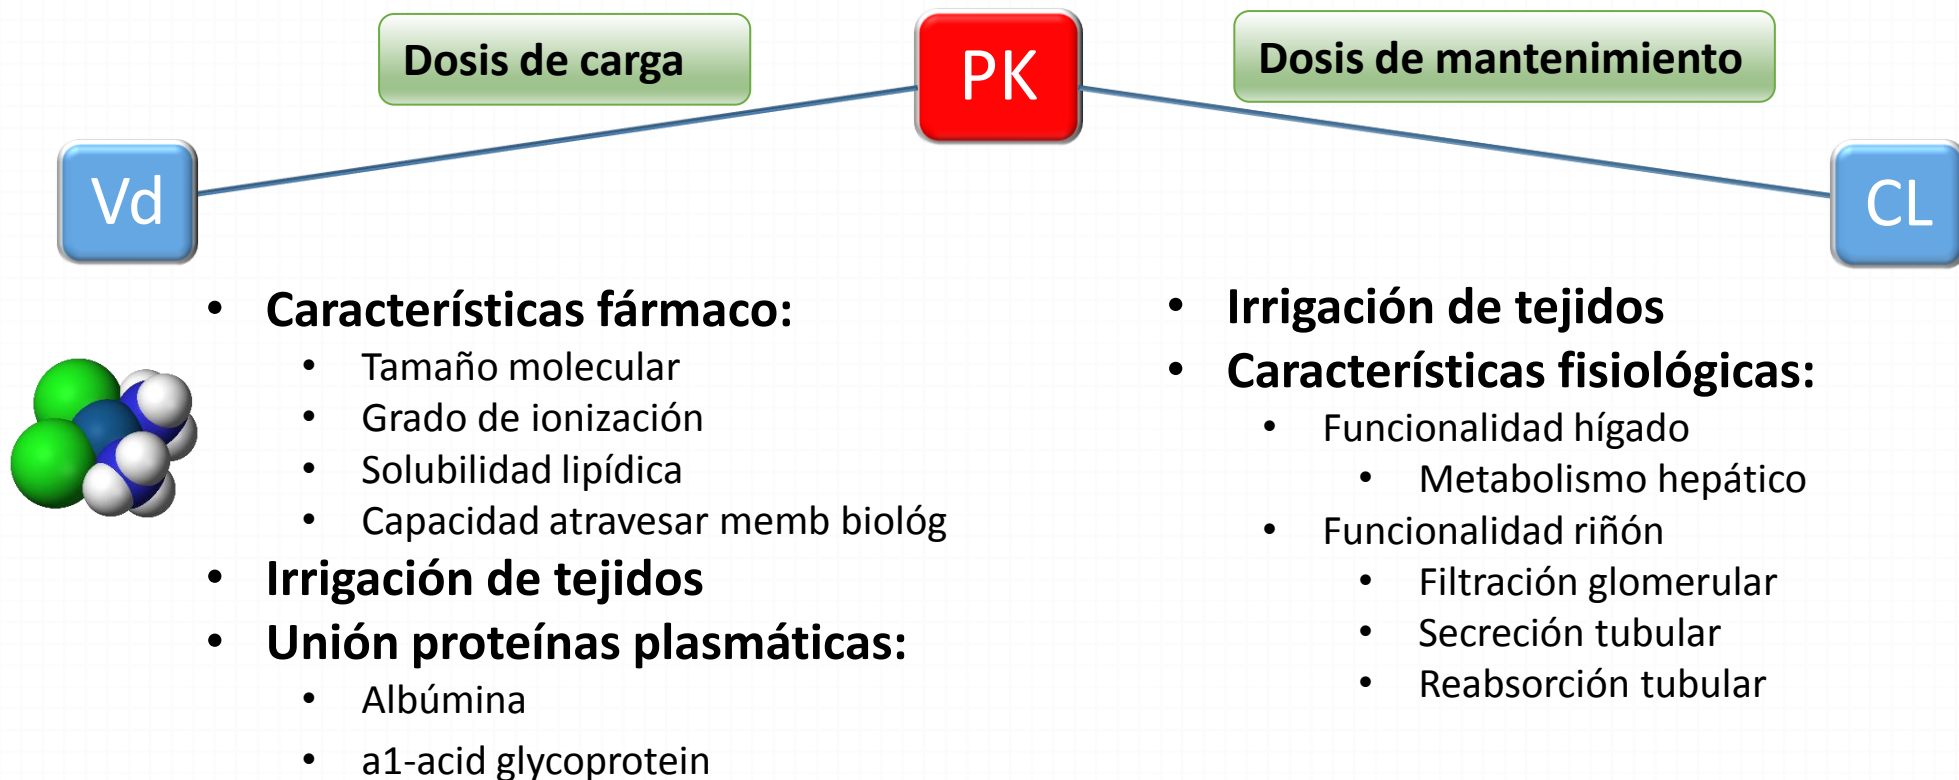 Dosis de carga
PK
Dosis de mantenimiento
Vd
CL
• Características fármaco:
• Tamaño molecular
• Grado de ionización
• Solubilidad lipídica
• Capacidad atravesar memb biológ
• Irrigación de tejidos
• Unión proteínas plasmáticas:
• Albúmina
• a1-acid glycoprotein
• Irrigación de tejidos
• Características fisiológicas:
• Funcionalidad hígado
• Metabolismo hepático
• Funcionalidad riñón
• Filtración glomerular
• Secreción tubular
• Reabsorción tubular